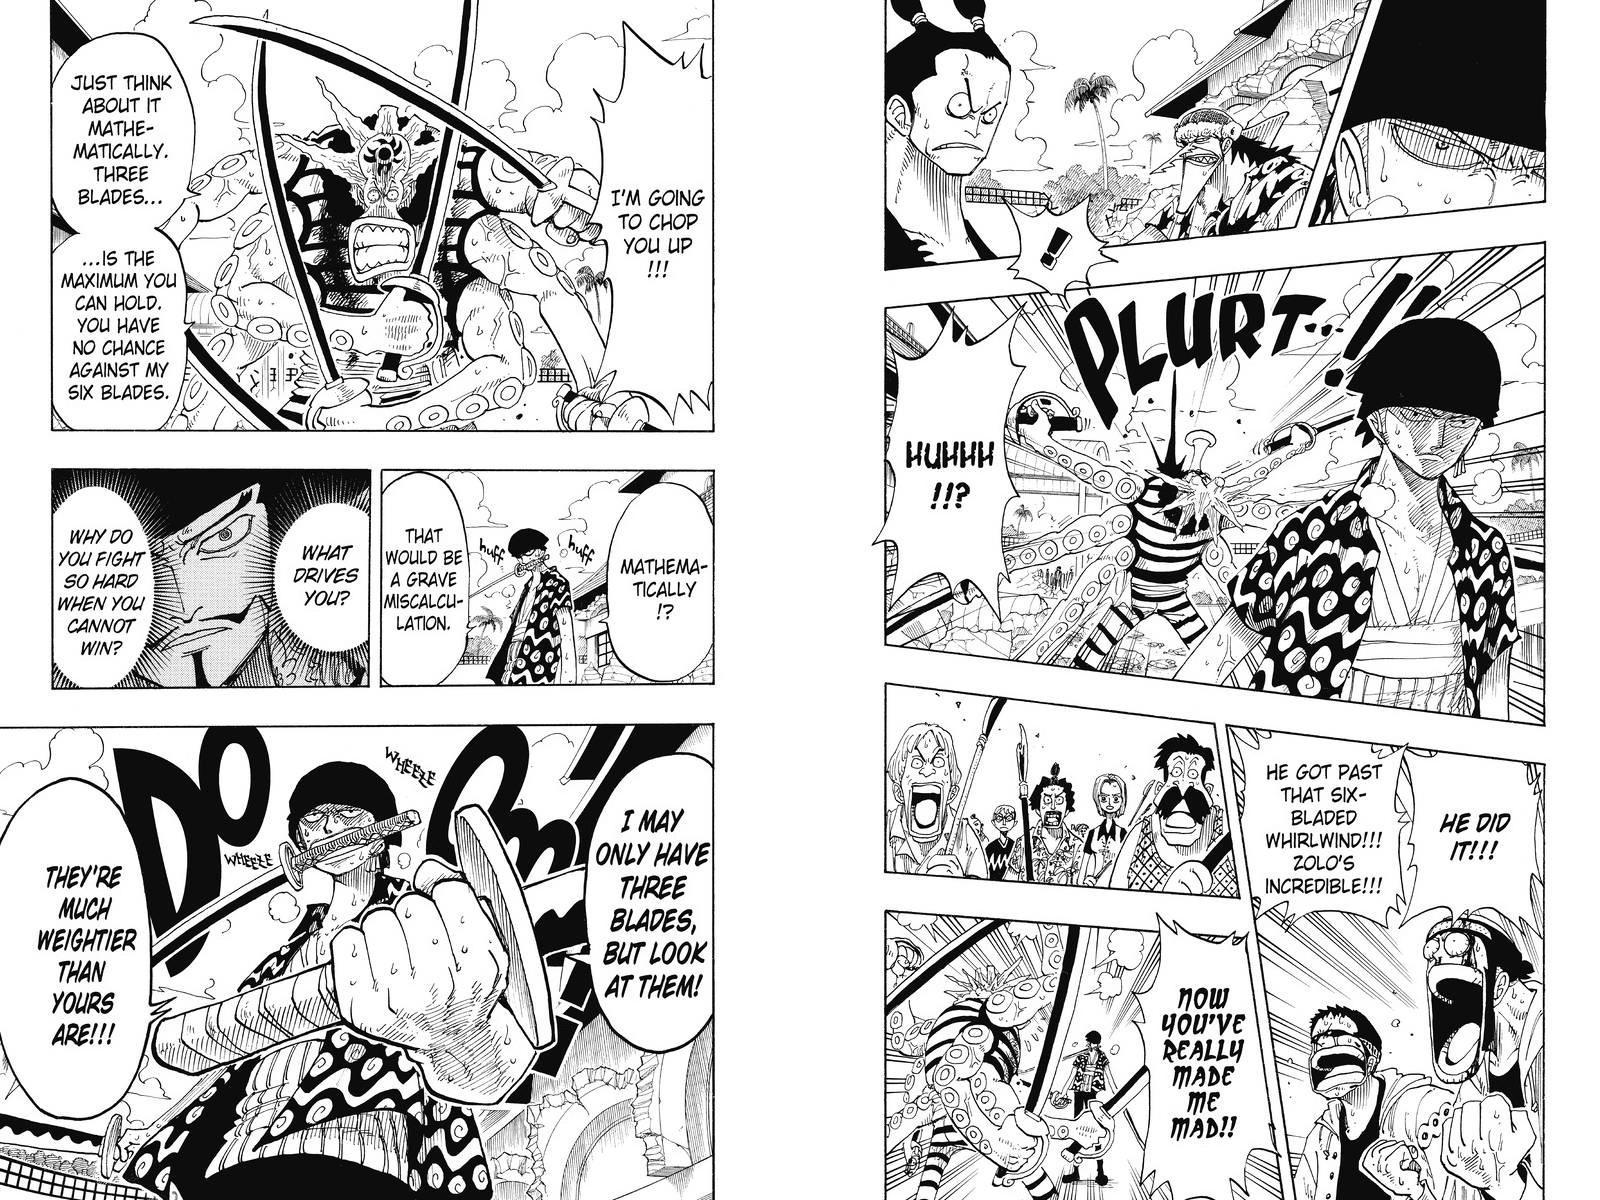 !
PLURT...!!
HUHHH
!!?
HE DID
IT!!!
HE GOT PAST
THAT SIX-
BLADED
WHIRLWIND!!!
ZOLO'S
INCREDIBLE!!!
NOW
YOU'VE
REALLY
MADE
ME
MAD!!
I'M GOING
TO CHOP
YOU UP
!!!
JUST THINK
ABOUT IT
MATHE-
MATICALLY.
THREE
BLADES...
...IS THE
MAXIMUM YOU
CAN HOLD.
YOU HAVE
NO CHANCE
AGAINST MY
SIX BLADES.
MATHEMA-
TICALLY
!?
huff
huff
THAT
WOULD BE
A GRAVE
MISCALCU-
LATION.
WHAT
DRIVES
YOU?
WHY DO
YOU FIGHT
SO HARD
WHEN YOU
CANNOT
WIN?
DOOM
WHEEZE
WHEEZE
I MAY
ONLY HAVE
THREE
BLADES,
BUT LOOK
AT THEM!
THEY'RE
MUCH
WEIGHTIER
THAN
YOURS
ARE!!!